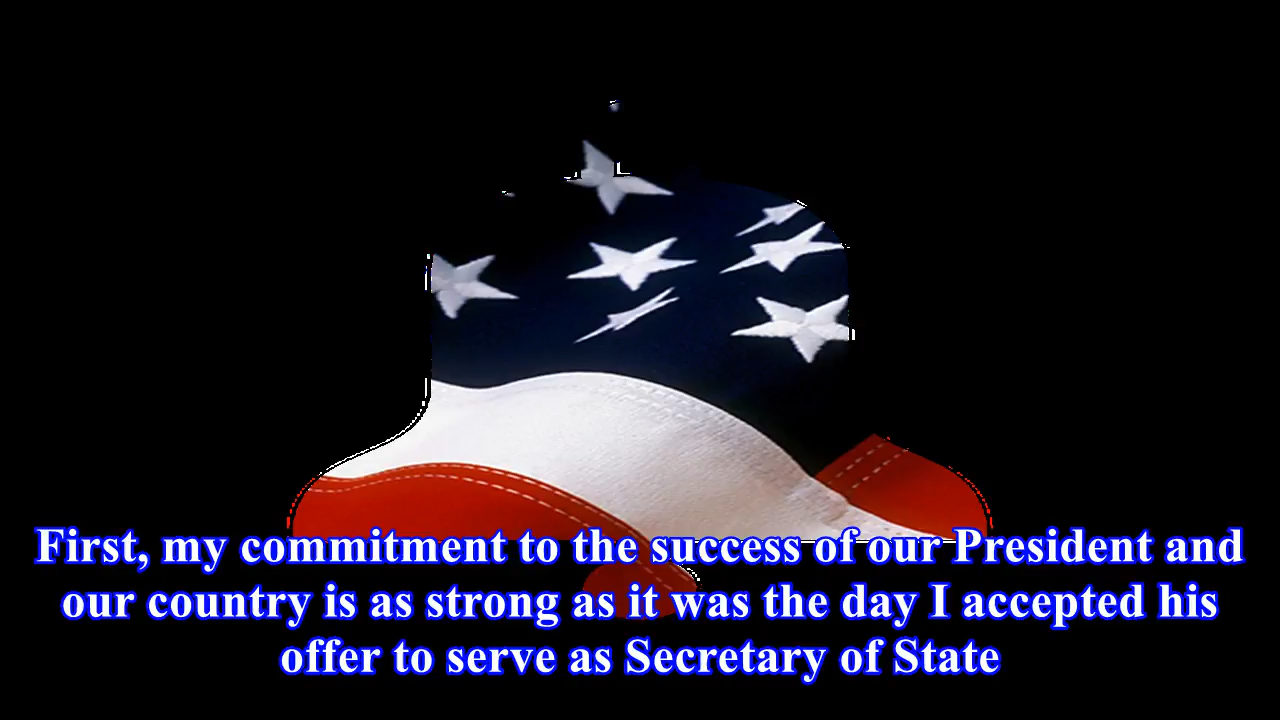 First, my commitment to the success of our President and
our country is as strong as it was the day I accepted his
offer to serve as Secretary of State